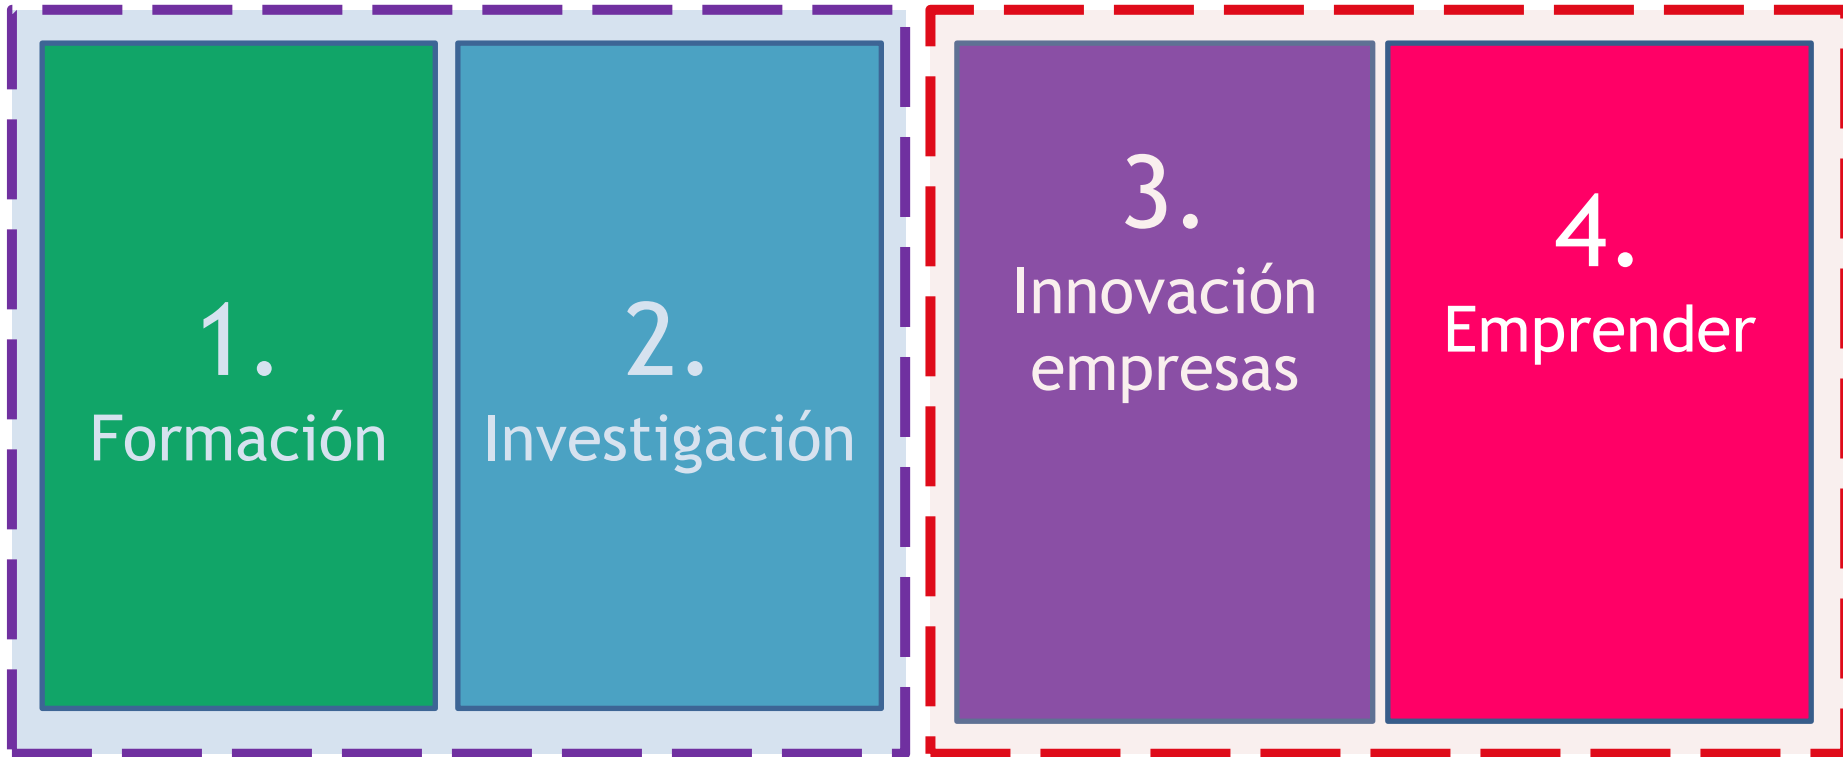 1.
Formación
2.
Investigación
3.
Innovación
empresas
4.
Emprender